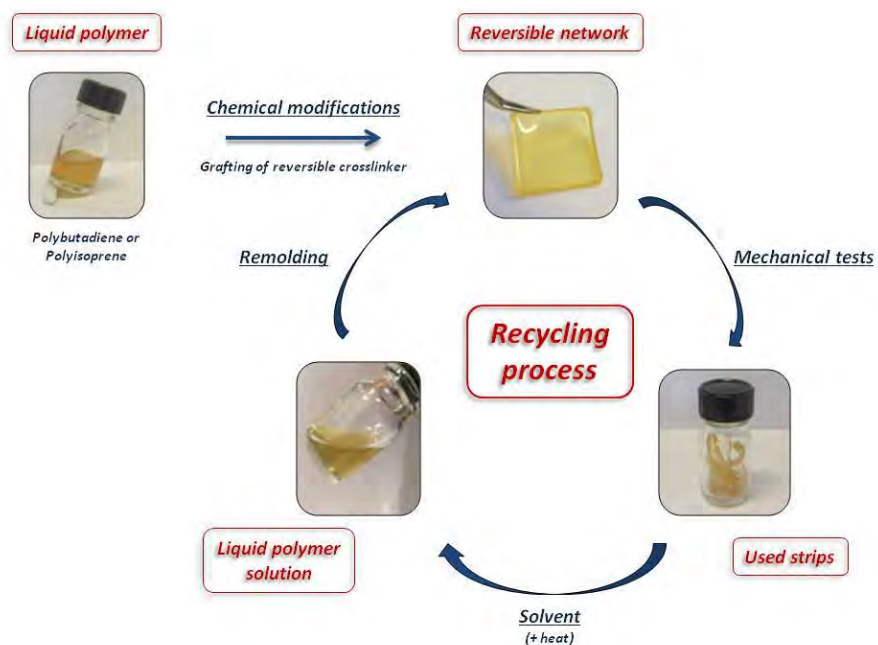 Liquid polymer
Reversible network
Chemical modifications
Grafting of reversible crosslinker
Polybutadiene or
Polyisoprene
Remolding
Mechanical tests
Recycling
process
Liquid polymer
solution
Used strips
Solvent
(+ heat)